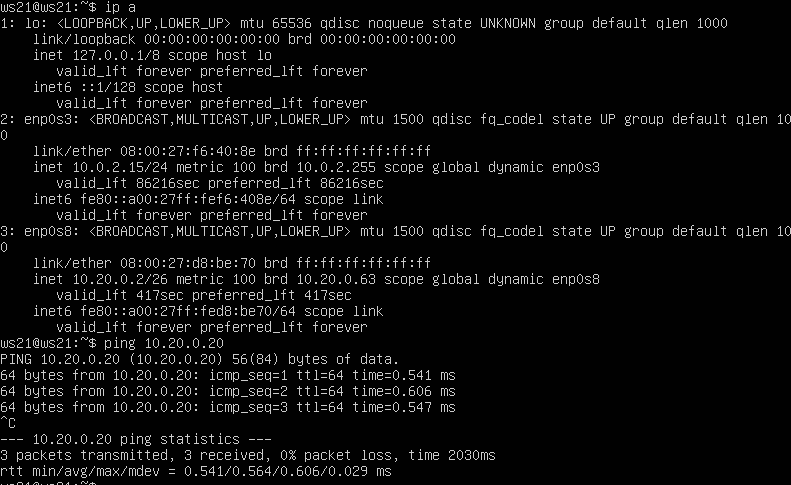 ws21@ws21:~$ ip a
1: lo: <LOOPBACK,UP,LOWER_UP> mtu 65536 qdisc noqueue state UNKNOWN group default qlen 1000
    link/loopback 00:00:00:00:00:00 brd 00:00:00:00:00:00
    inet 127.0.0.1/8 scope host lo
       valid_lft forever preferred_lft forever
    inet6 ::1/128 scope host
       valid_lft forever preferred_lft forever
2: enp0s3: <BROADCAST,MULTICAST,UP,LOWER_UP> mtu 1500 qdisc fq_codel state UP group default qlen 100
0
    link/ether 08:00:27:f6:40:8e brd ff:ff:ff:ff:ff:ff
    inet 10.0.2.15/24 metric 100 brd 10.0.2.255 scope global dynamic enp0s3
       valid_lft 86216sec preferred_lft 86216sec
    inet6 fe80::a00:27ff:fef6:408e/64 scope link
       valid_lft forever preferred_lft forever
3: enp0s8: <BROADCAST,MULTICAST,UP,LOWER_UP> mtu 1500 qdisc fq_codel state UP group default qlen 100
0
    link/ether 08:00:27:d8:be:70 brd ff:ff:ff:ff:ff:ff
    inet 10.20.0.2/26 metric 100 brd 10.20.0.63 scope global dynamic enp0s8
       valid_lft 417sec preferred_lft 417sec
    inet6 fe80::a00:27ff:fed8:be70/64 scope link
       valid_lft forever preferred_lft forever
ws21@ws21:~$ ping 10.20.0.20
PING 10.20.0.20 (10.20.0.20) 56(84) bytes of data.
64 bytes from 10.20.0.20: icmp_seq=1 ttl=64 time=0.541 ms
64 bytes from 10.20.0.20: icmp_seq=2 ttl=64 time=0.606 ms
64 bytes from 10.20.0.20: icmp_seq=3 ttl=64 time=0.547 ms
^C
--- 10.20.0.20 ping statistics ---
3 packets transmitted, 3 received, 0% packet loss, time 2030ms
rtt min/avg/max/mdev = 0.541/0.564/0.606/0.029 ms
ws21@ws21:~$